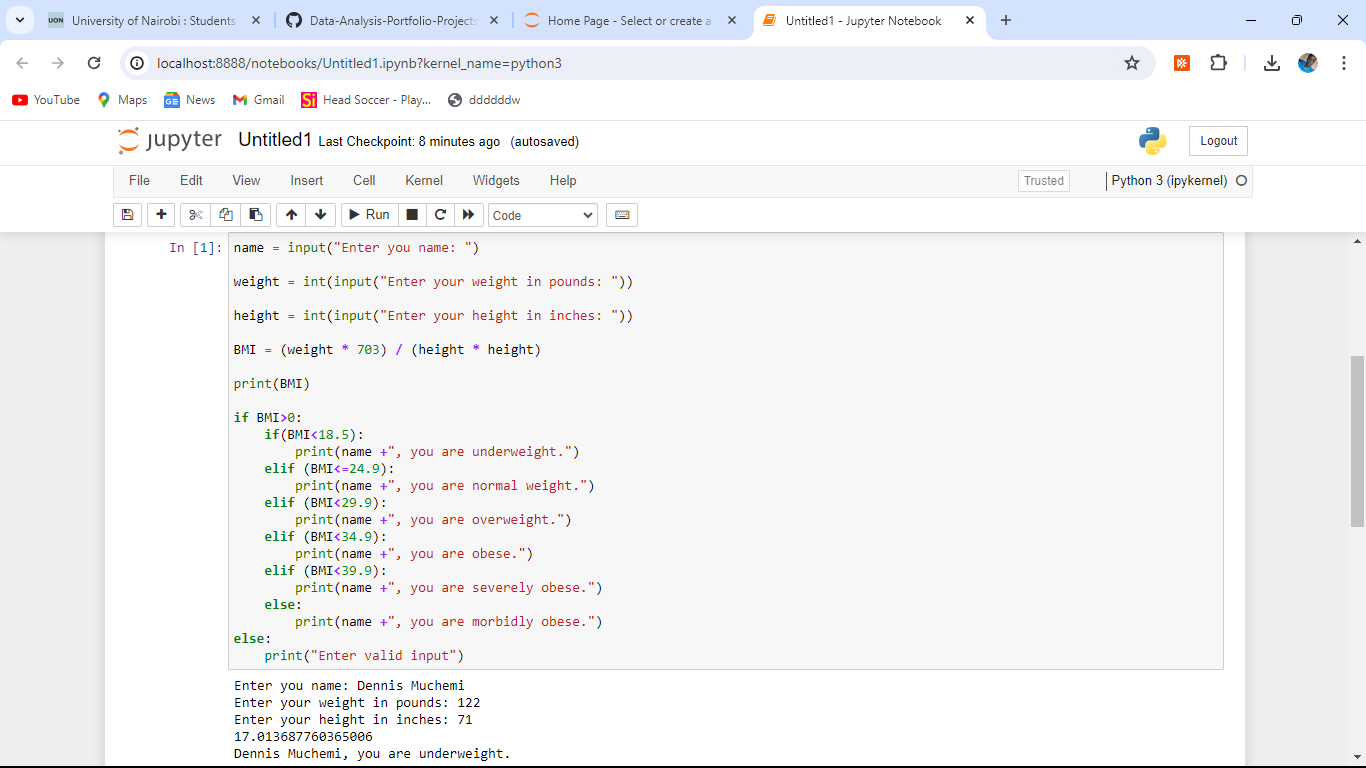 UON University of Nairobi : Students
Data-Analysis-Portfolio-Projects
Home Page - Select or create a
Untitled1 - Jupyter Notebook
localhost:8888/notebooks/Untitled1.ipynb?kernel_name=python3
YouTube Maps GE News Gmail Si Head Soccer - Play... ddddddw
jupyter Untitled1 Last Checkpoint: 8 minutes ago (autosaved) Logout
File Edit View Insert Cell Kernel Widgets Help Trusted Python 3 (ipykernel)
Run Code
In [1]: name = input("Enter you name: ")
weight = int(input("Enter your weight in pounds: "))
height = int(input("Enter your height in inches: "))
BMI = (weight * 703) / (height * height)
print(BMI)
if BMI>0:
    if(BMI<18.5):
        print(name +", you are underweight.")
    elif (BMI<=24.9):
        print(name +", you are normal weight.")
    elif (BMI<29.9):
        print(name +", you are overweight.")
    elif (BMI<34.9):
        print(name +", you are obese.")
    elif (BMI<39.9):
        print(name +", you are severely obese.")
    else:
        print(name +", you are morbidly obese.")
else:
    print("Enter valid input")
Enter you name: Dennis Muchemi
Enter your weight in pounds: 122
Enter your height in inches: 71
17.013687760365006
Dennis Muchemi, you are underweight.